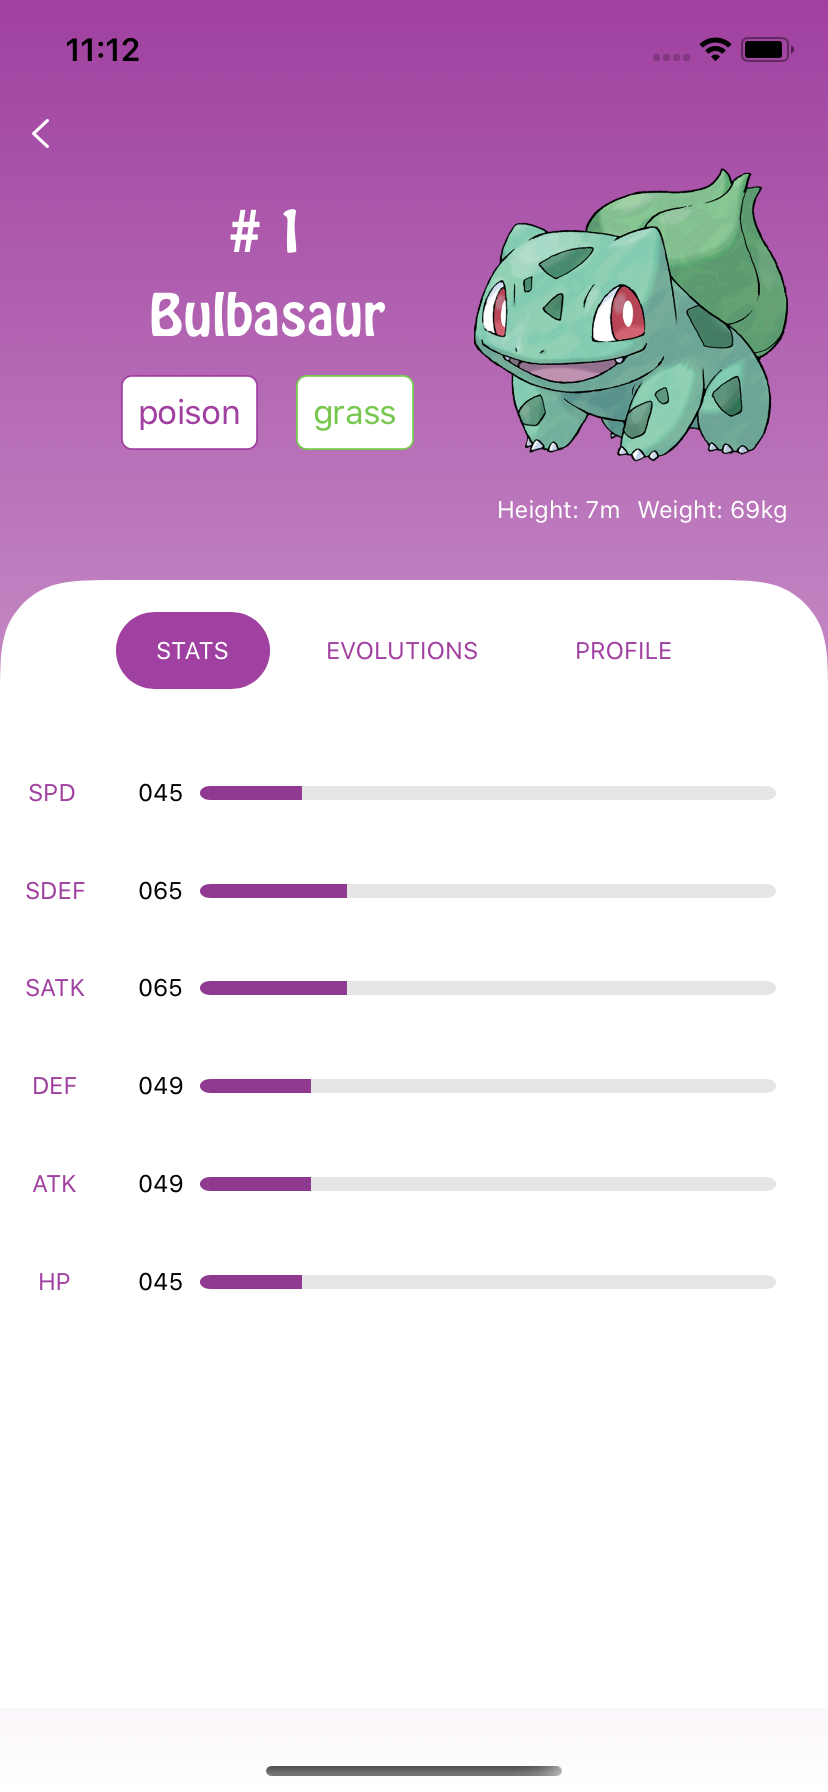 11:12
# 1
Bulbasaur
poison grass
Height: 7m Weight: 69kg
STATS EVOLUTIONS PROFILE
SPD 045
SDEF 065
SATK 065
DEF 049
ATK 049
HP 045